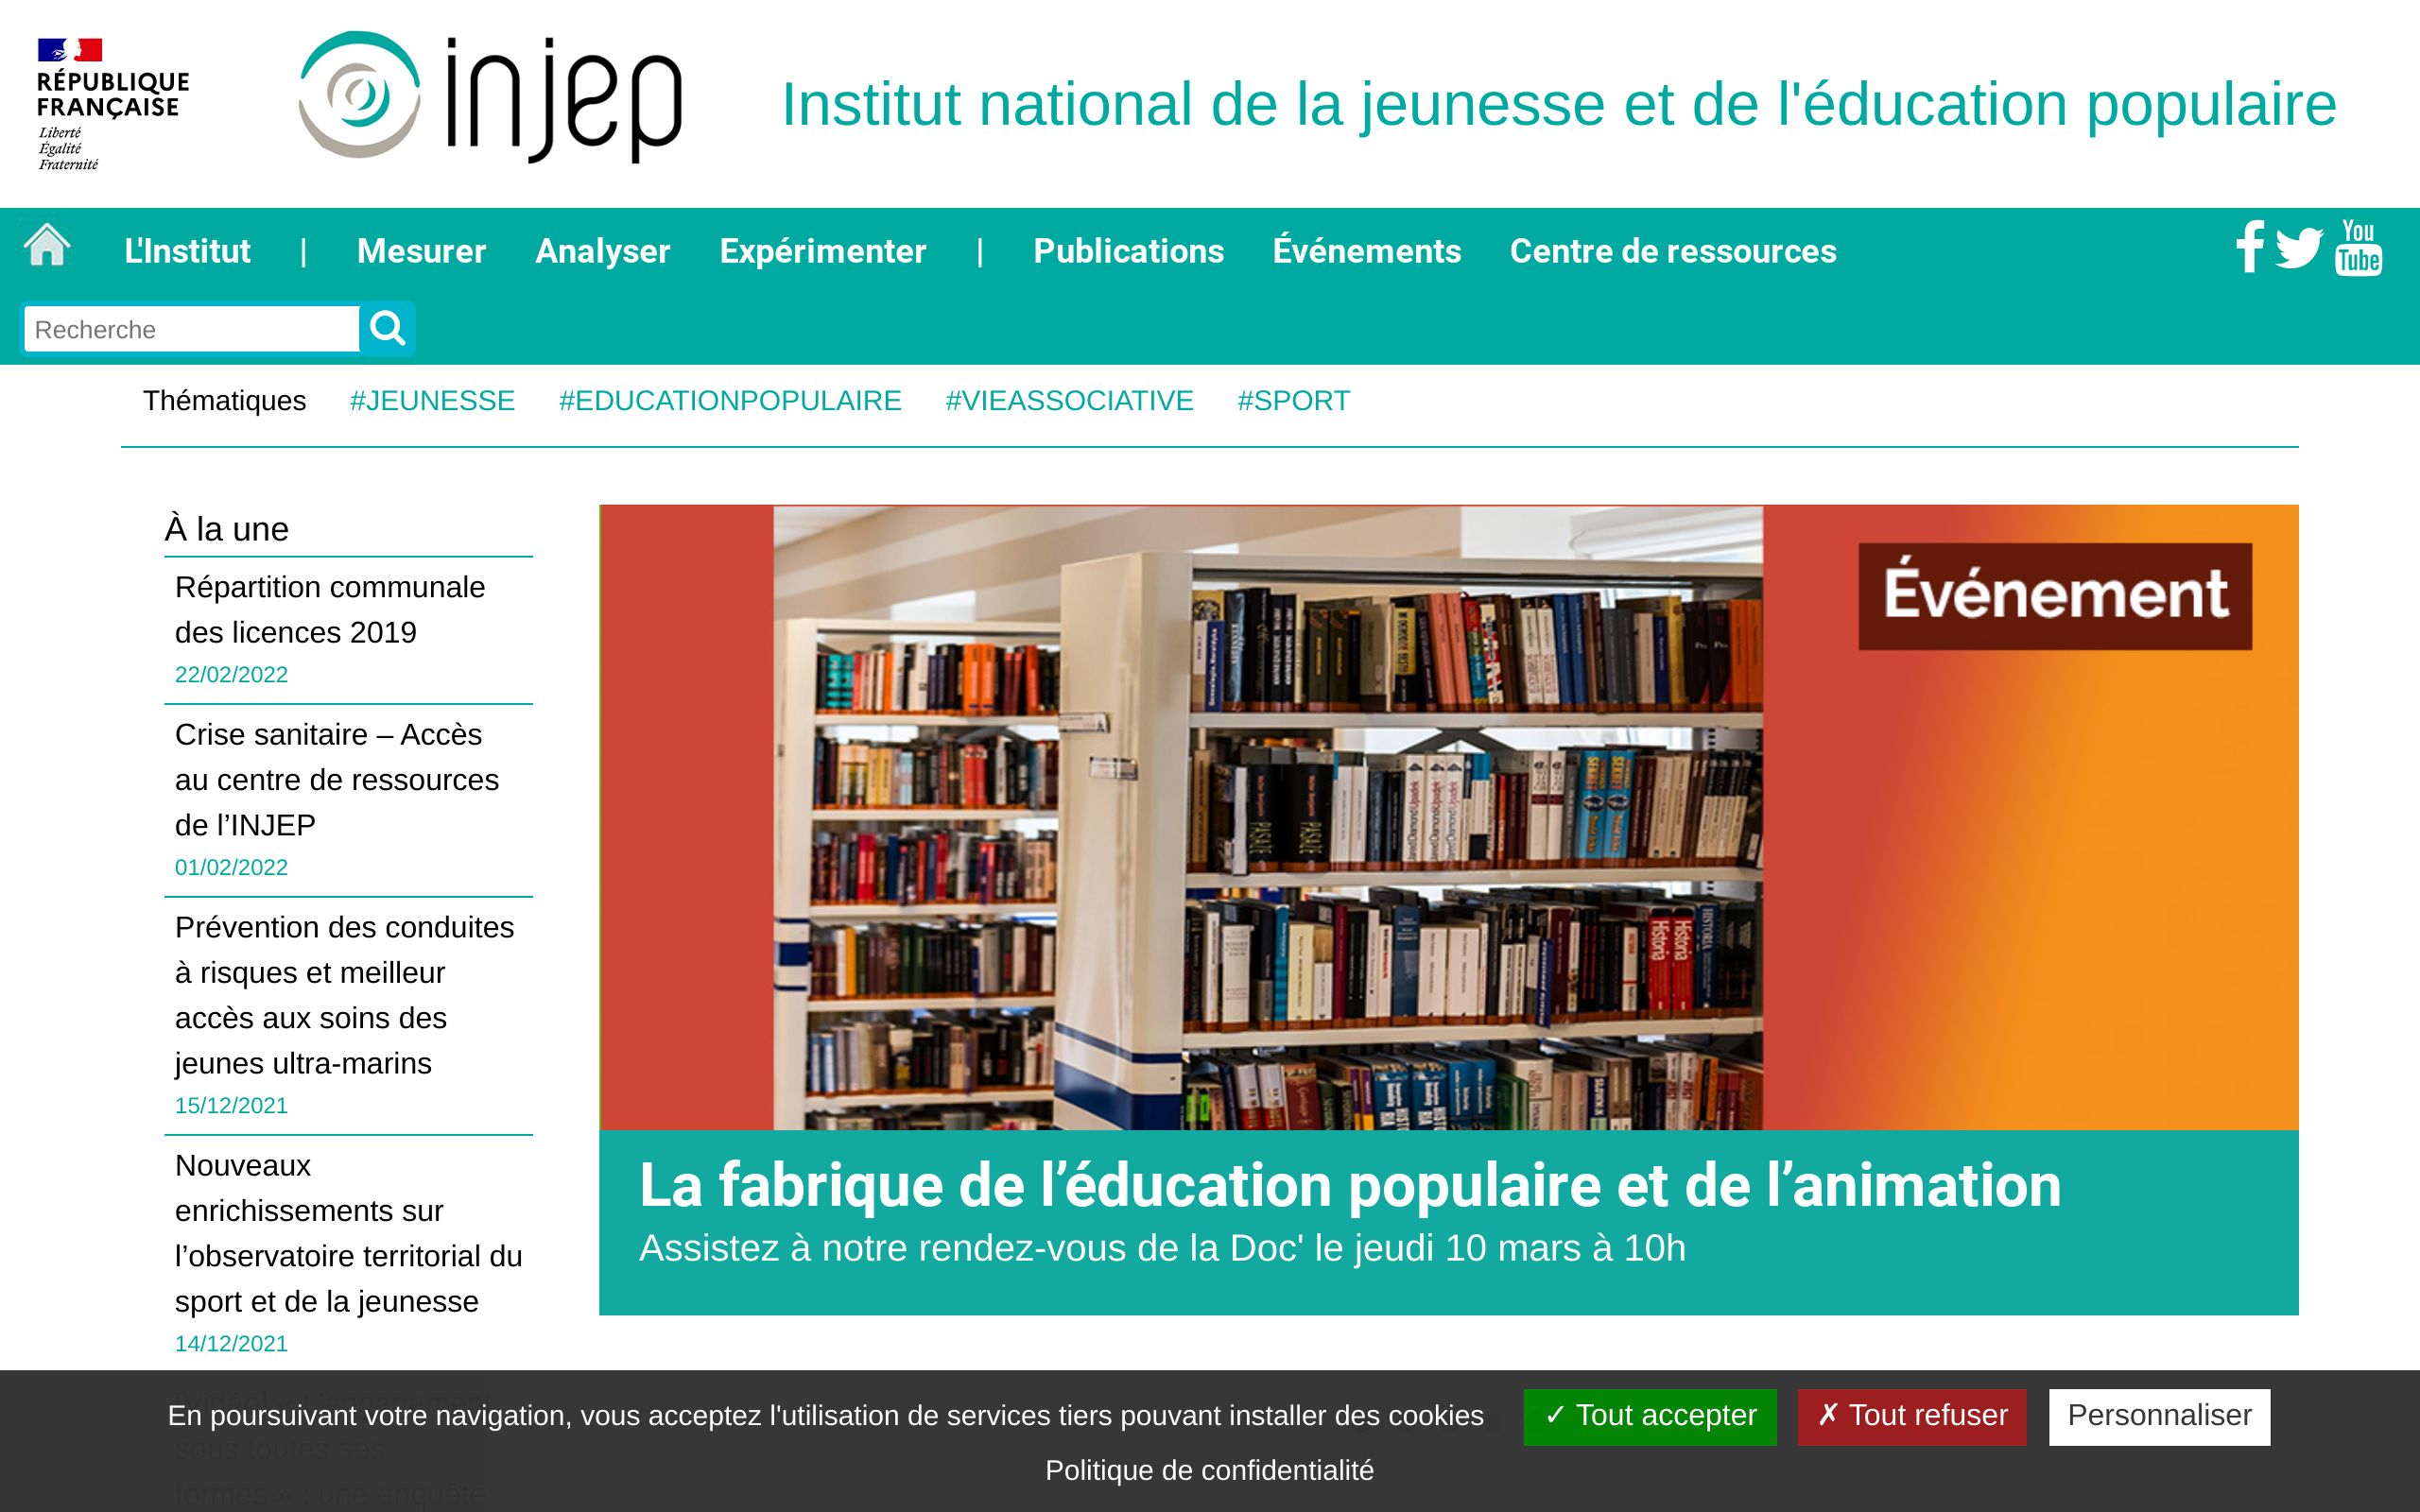 RÉPUBLIQUE
FRANÇAISE
Liberté
Égalité
Fraternité
injep
Institut national de la jeunesse et de l'éducation populaire
L'Institut | Mesurer Analyser Expérimenter | Publications Événements Centre de ressources
You
Tube
Recherche
Thématiques #JEUNESSE #EDUCATIONPOPULAIRE #VIEASSOCIATIVE #SPORT
À la une
Répartition communale
des licences 2019
22/02/2022
Crise sanitaire – Accès
au centre de ressources
de l’INJEP
01/02/2022
Prévention des conduites
à risques et meilleur
accès aux soins des
jeunes ultra-marins
15/12/2021
Nouveaux
enrichissements sur
l’observatoire territorial du
sport et de la jeunesse
14/12/2021
sous toutes ses
formes » : une enquête
Événement
La fabrique de l’éducation populaire et de l’animation
Assistez à notre rendez-vous de la Doc' le jeudi 10 mars à 10h
En poursuivant votre navigation, vous acceptez l'utilisation de services tiers pouvant installer des cookies
✓ Tout accepter
✗ Tout refuser
Personnaliser
Politique de confidentialité